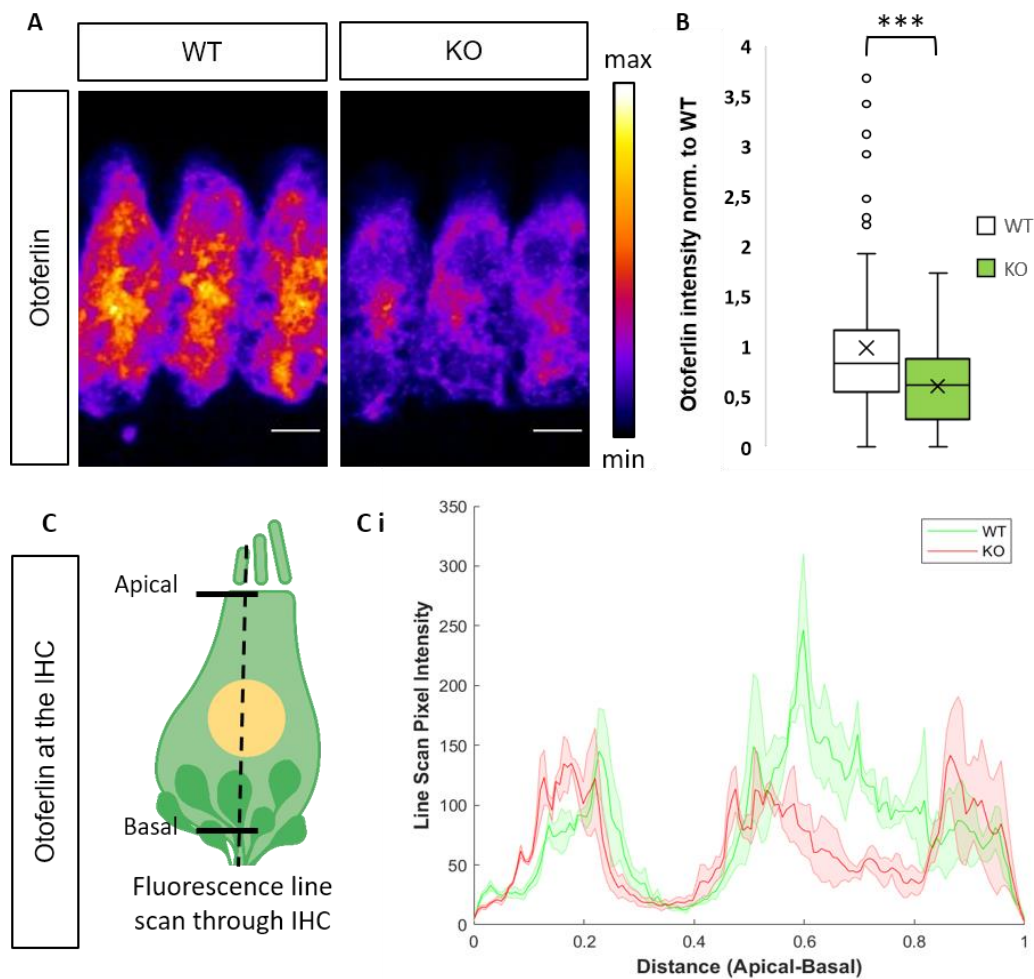 A
WT
KO
Otoferlin
max
min
B
***
Otoferlin intensity norm. to WT
4
3,5
3
2,5
2
1,5
1
0,5
0
WT
KO
C
Otoferlin at the IHC
Apical
Basal
Fluorescence line
scan through IHC
C i
Line Scan Pixel Intensity
350
300
250
200
150
100
50
0
0
0.2
0.4
0.6
0.8
1
Distance (Apical-Basal)
WT
KO